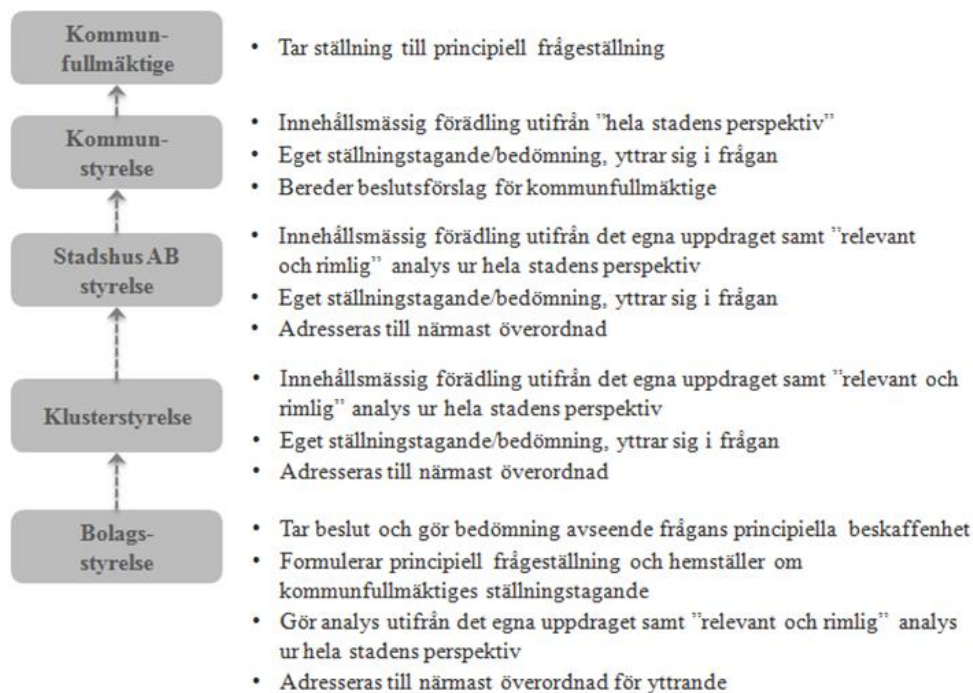 Kommun-
fullmäktige
• Tar ställning till principiell frågeställning
Kommun-
styrelse
• Innehållsmässig förädling utifrån ”hela stadens perspektiv”
• Eget ställningstagande/bedömning, yttrar sig i frågan
• Bereder beslutsförslag för kommunfullmäktige
Stadshus AB
styrelse
• Innehållsmässig förädling utifrån det egna uppdraget samt ”relevant
och rimlig” analys ur hela stadens perspektiv
• Eget ställningstagande/bedömning, yttrar sig i frågan
• Adresseras till närmast överordnad
Klusterstyrelse
• Innehållsmässig förädling utifrån det egna uppdraget samt ”relevant och
rimlig” analys ur hela stadens perspektiv
• Eget ställningstagande/bedömning, yttrar sig i frågan
• Adresseras till närmast överordnad
Bolags-
styrelse
• Tar beslut och gör bedömning avseende frågans principiella beskaffenhet
• Formulerar principiell frågeställning och hemställer om
kommunfullmäktiges ställningstagande
• Gör analys utifrån det egna uppdraget samt ”relevant och rimlig” analys
ur hela stadens perspektiv
• Adresseras till närmast överordnad för yttrande